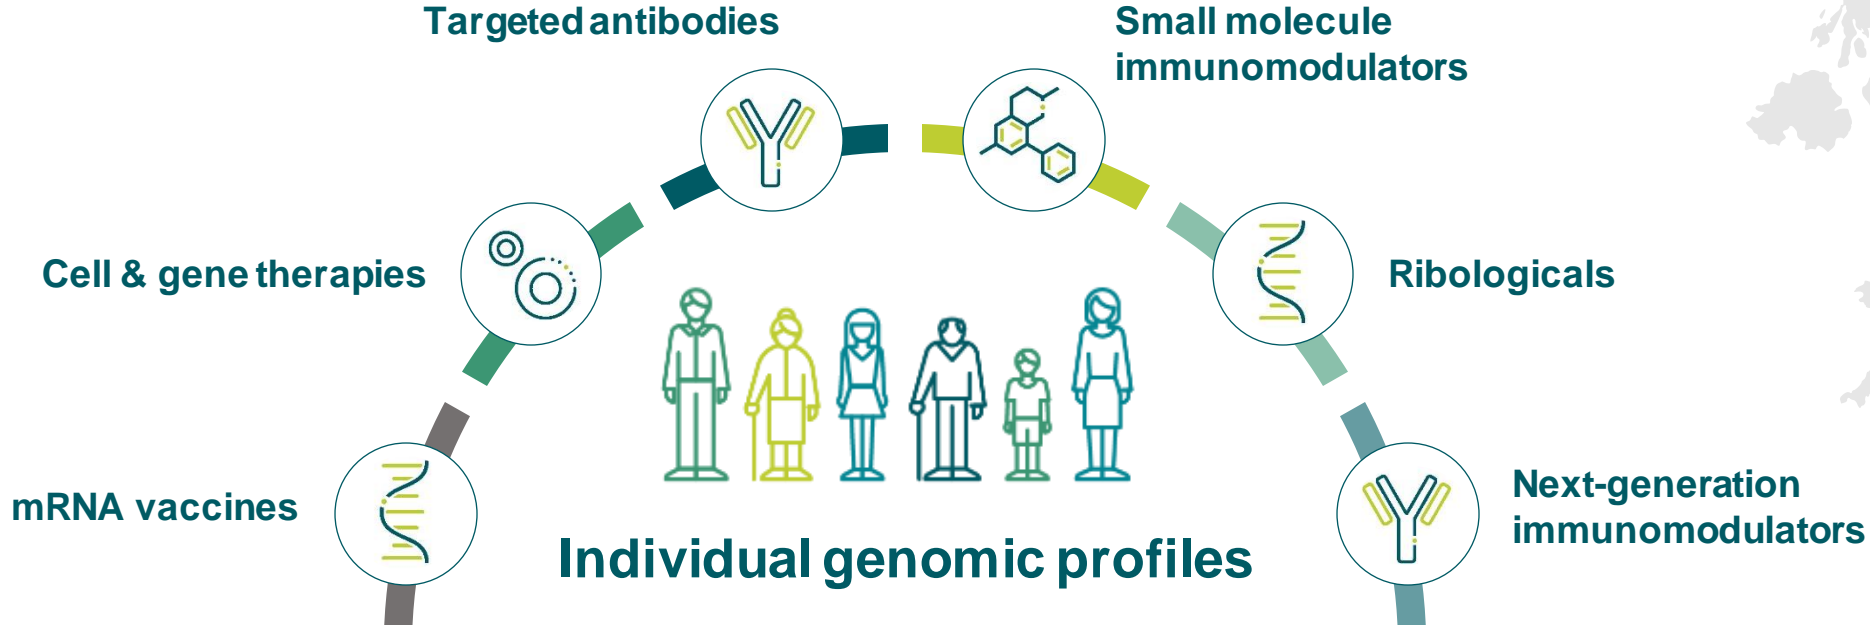 Targeted antibodies
Small molecule
immunomodulators
Cell & gene therapies
Ribologicals
mRNA vaccines
Next-generation
immunomodulators
Individual genomic profiles